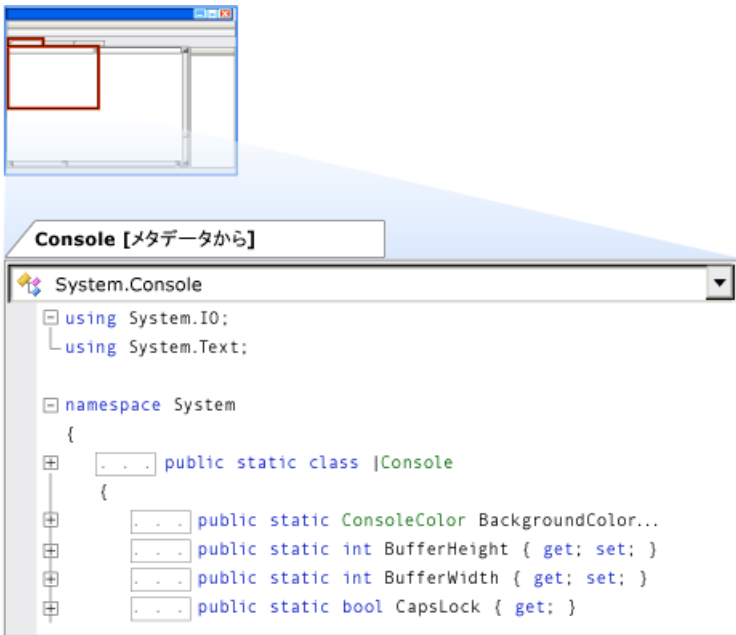 Console [メタデータから]
System.Console
using System.IO;
using System.Text;
namespace System
{
. . . public static class |Console
{
. . . public static ConsoleColor BackgroundColor...
. . . public static int BufferHeight { get; set; }
. . . public static int BufferWidth { get; set; }
. . . public static bool CapsLock { get; }